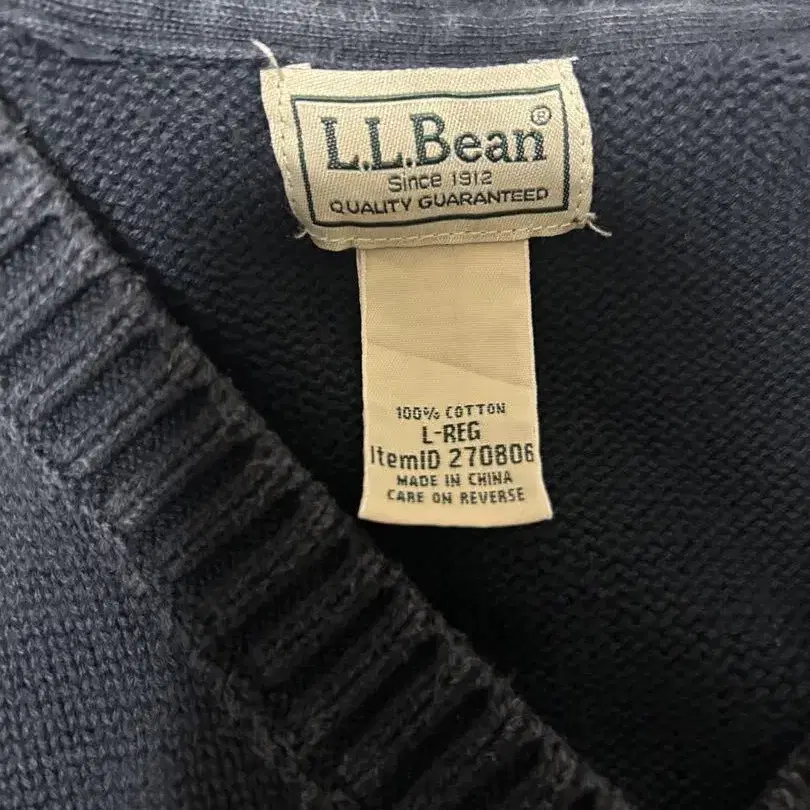 L.L.Bean®
Since 1912
QUALITY GUARANTEED
100% COTTON
L-REG
ItemID 270806
MADE IN CHINA
CARE ON REVERSE